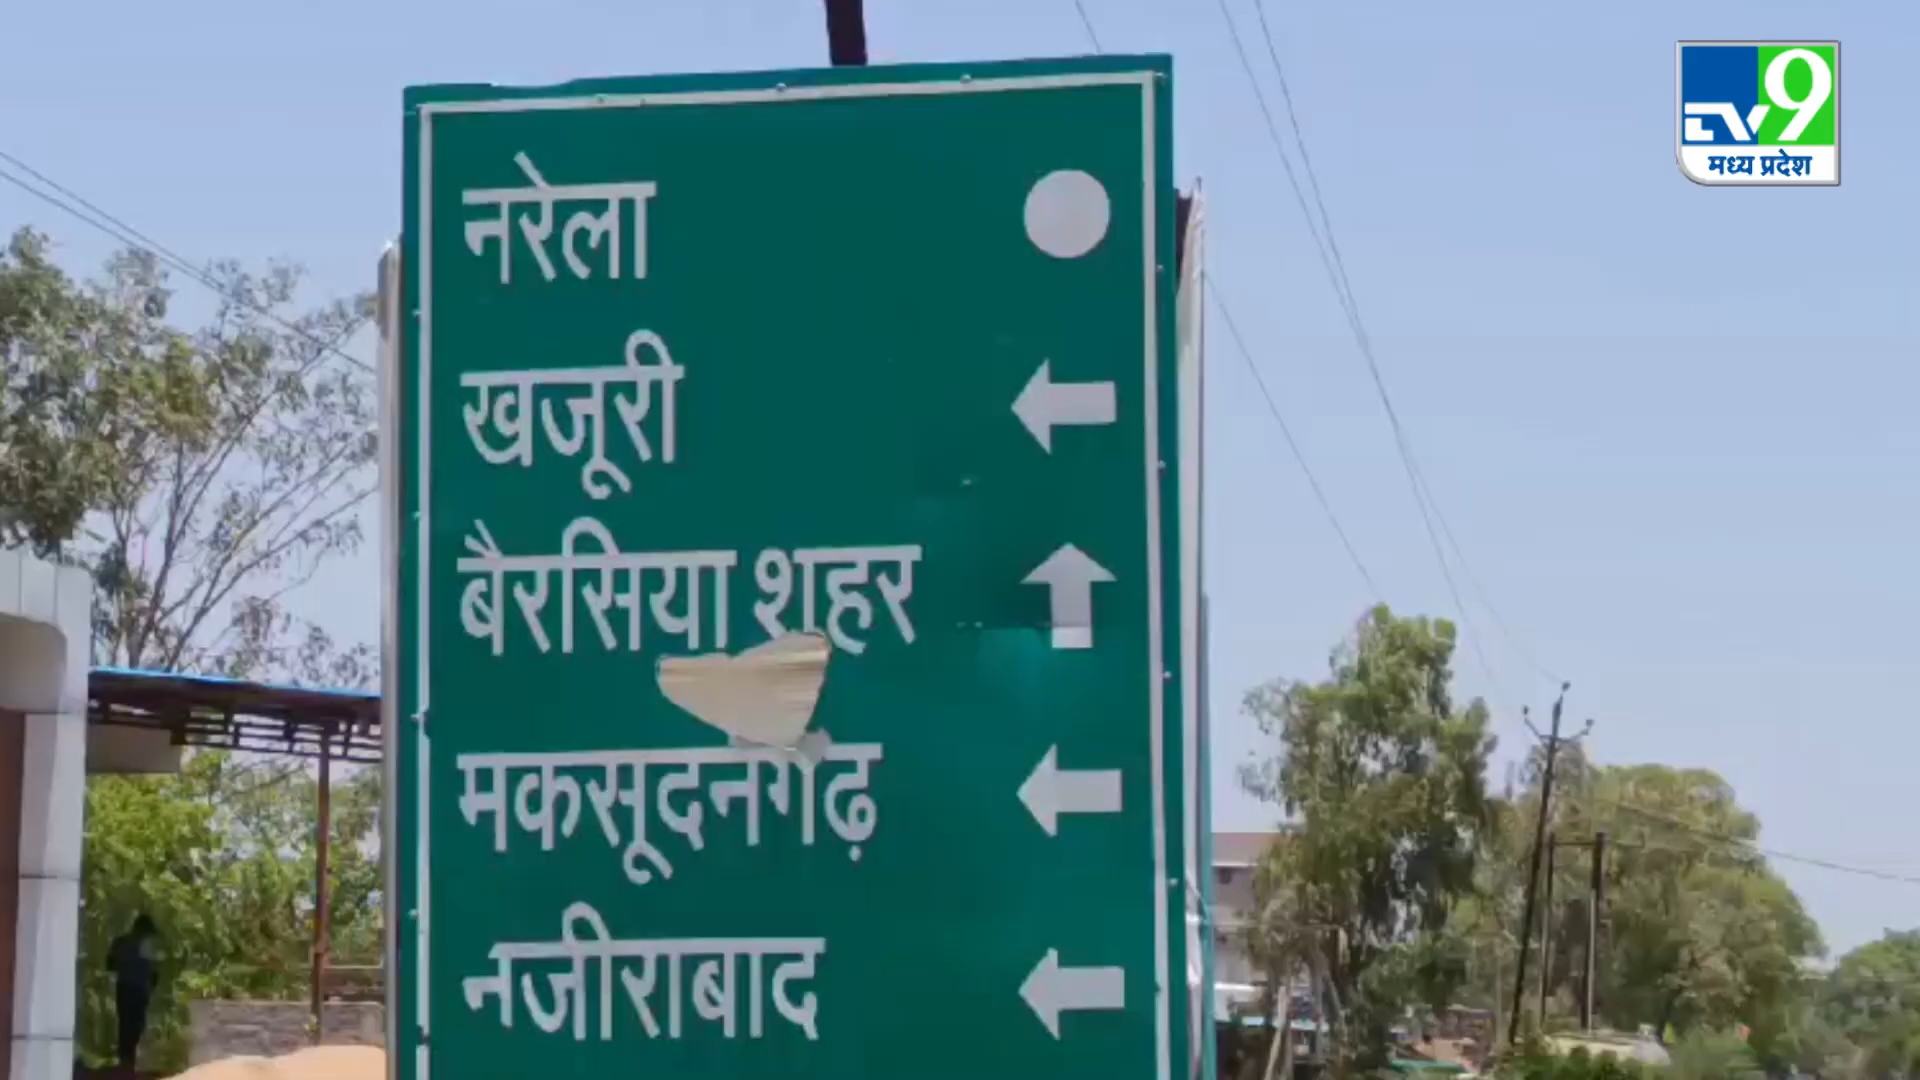 TV9
मध्य प्रदेश
नरेला
खजूरी
बैरसिया शहर
मकसूदनगढ़
नजीराबाद